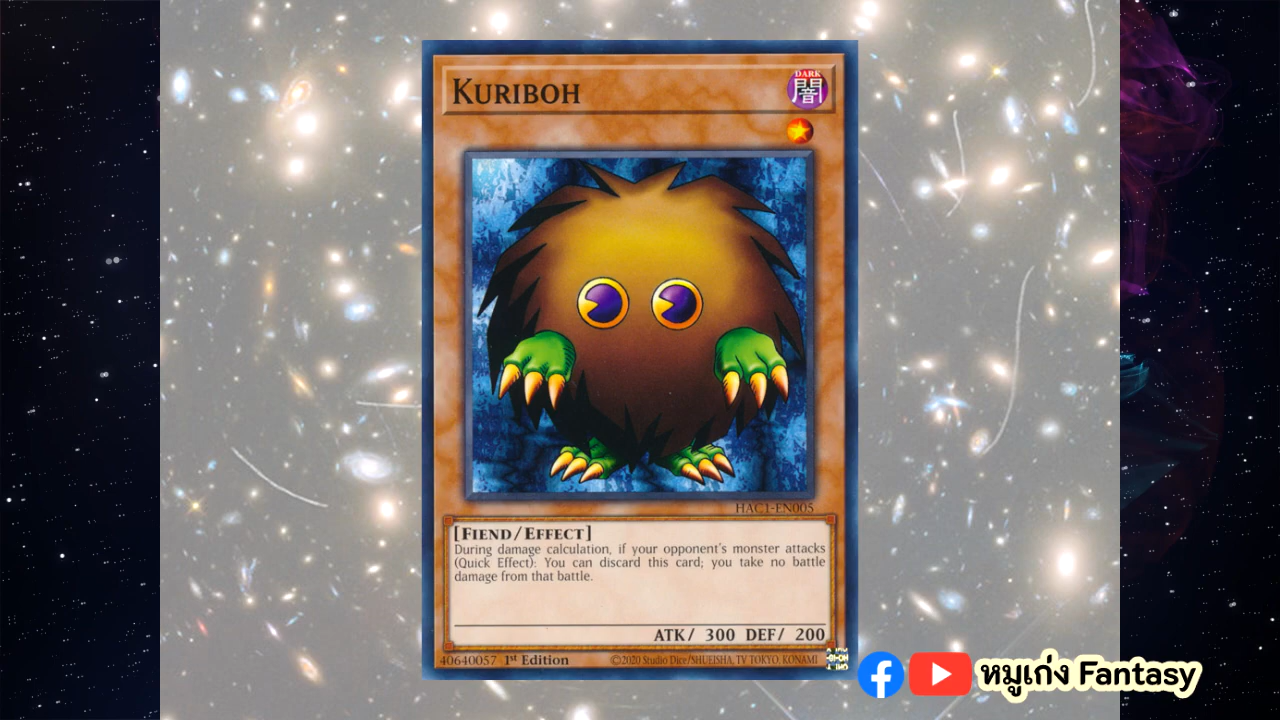 KURIBOH
DARK
闇
HAC1-EN005
[FIEND/EFFECT]
During damage calculation, if your opponent's monster attacks
(Quick Effect): You can discard this card; you take no battle
damage from that battle.
ATK/ 300 DEF/ 200
40640057 1st Edition ©2020 Studio Dice/SHUEISHA, TV TOKYO, KONAMI
หมูเก่ง Fantasy